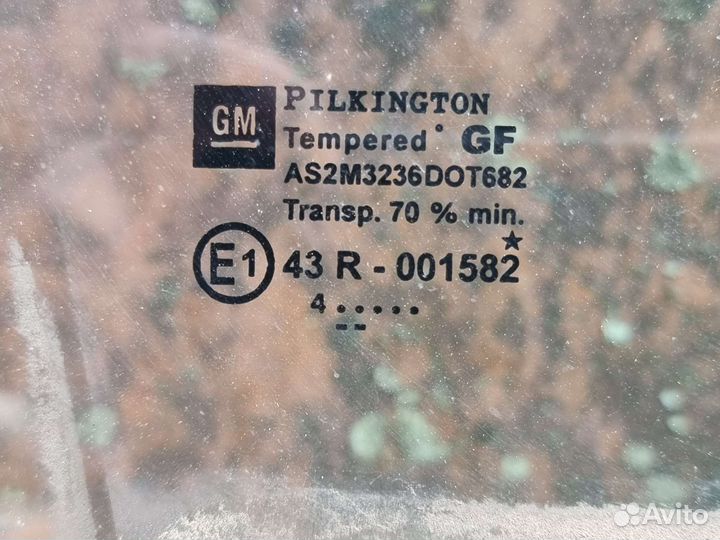 GM
PILKINGTON
Tempered° GF
AS2M3236DOT682
Transp. 70 % min.
E1 43 R - 001582 ★
4 .....
--
Avito